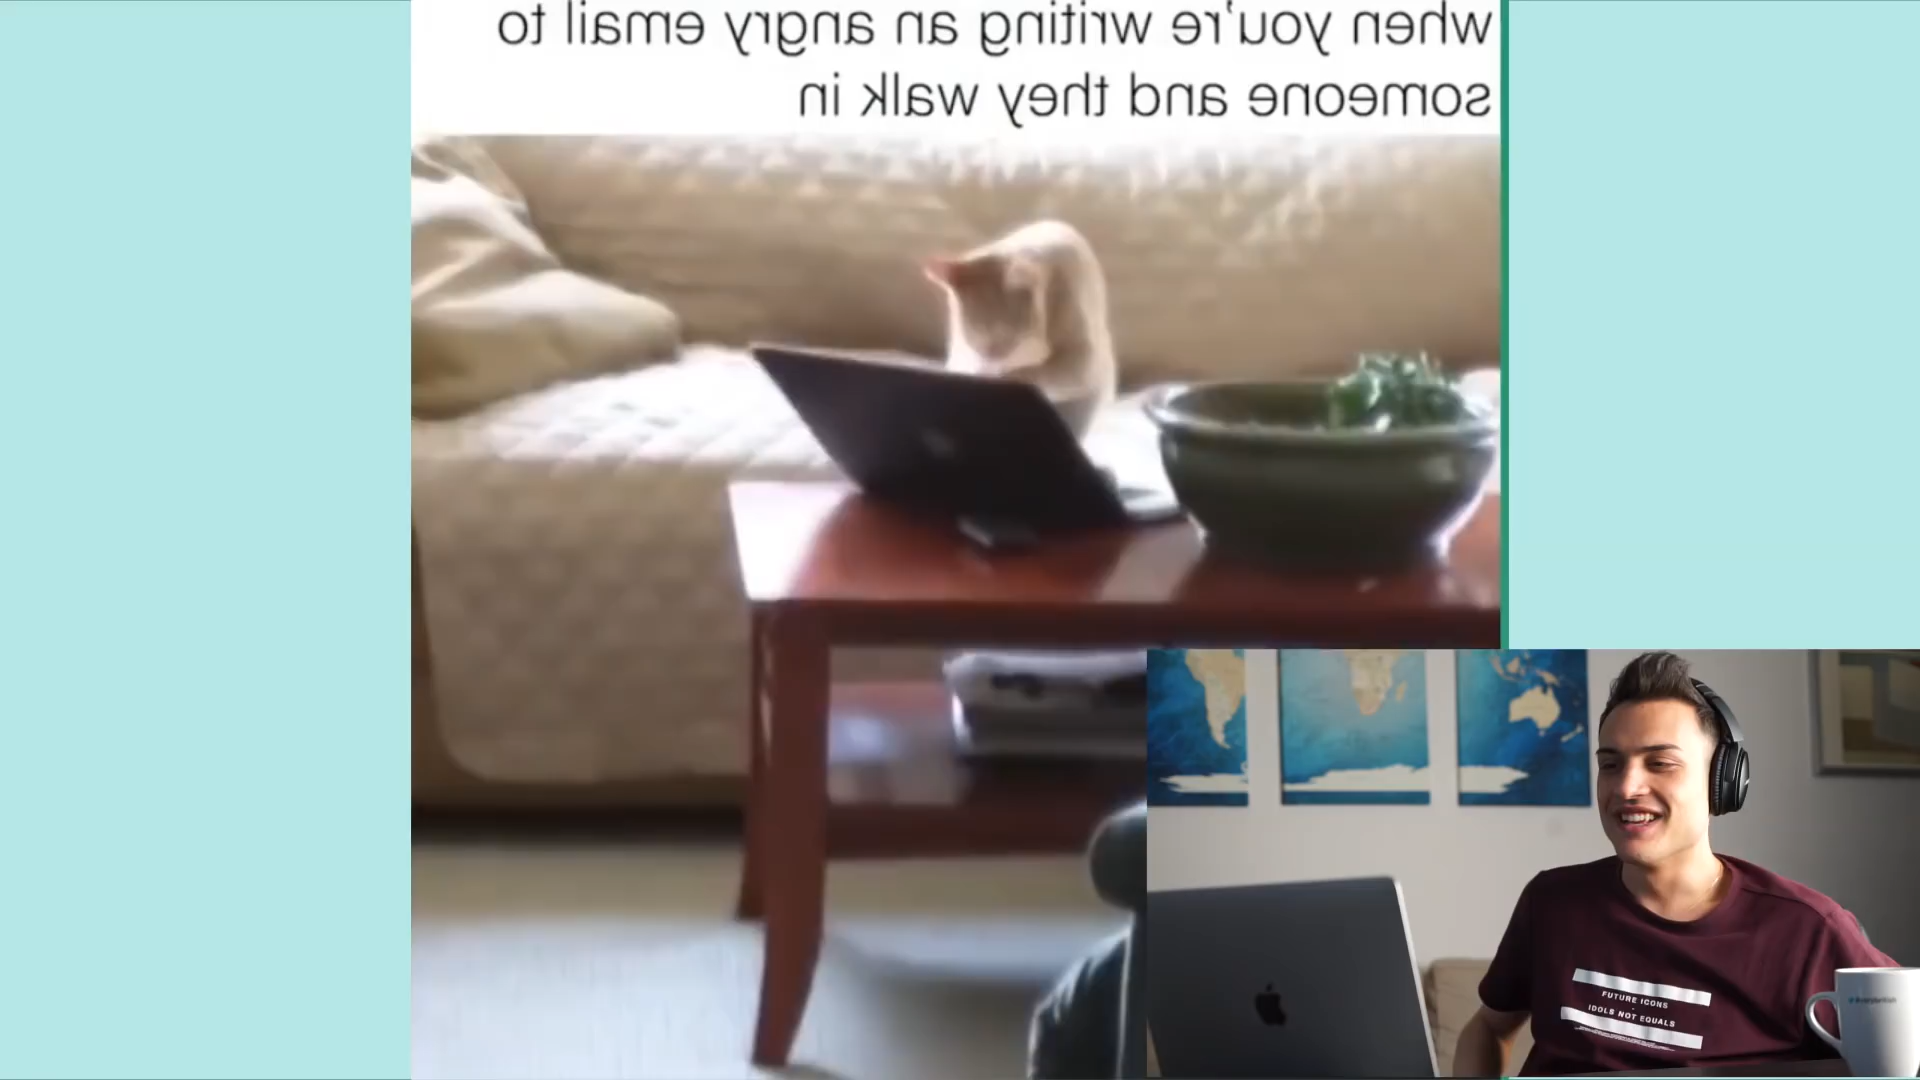 when you're writing an angry email to
someone and they walk in
FUTURE ICONS
IDOLS NOT EQUALS